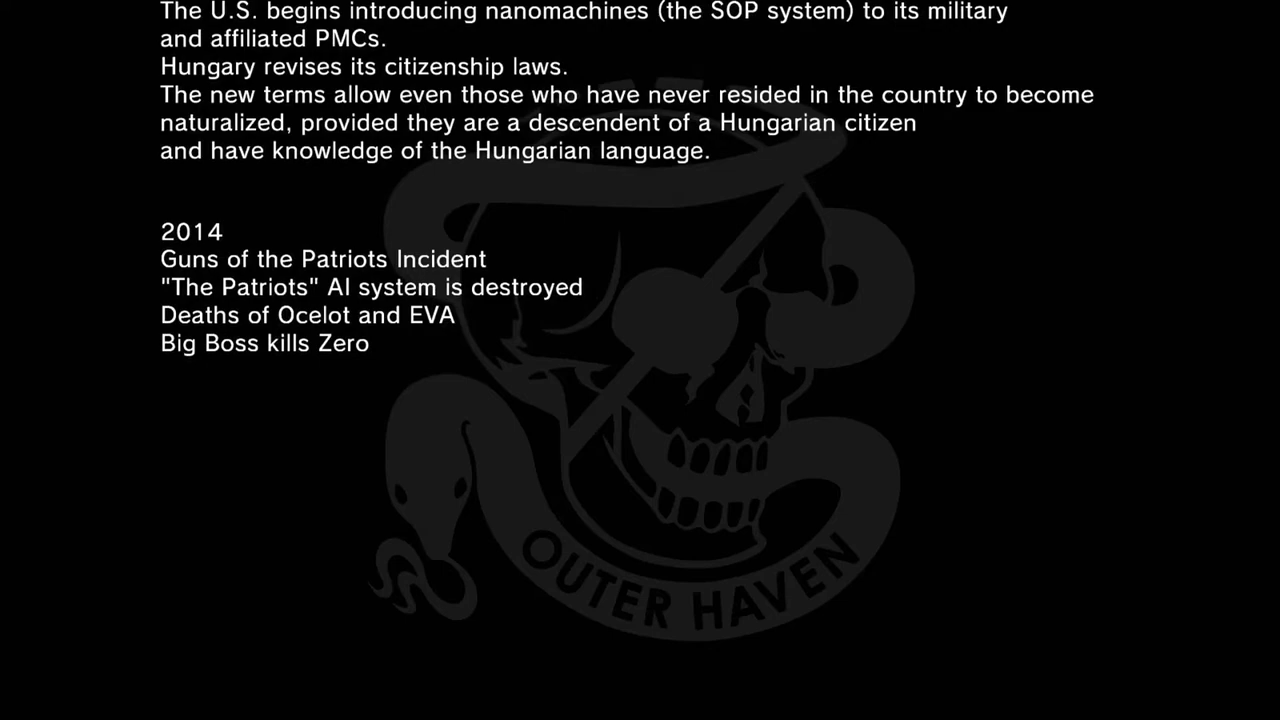 The U.S. begins introducing nanomachines (the SOP system) to its military
and affiliated PMCs.
Hungary revises its citizenship laws.
The new terms allow even those who have never resided in the country to become
naturalized, provided they are a descendent of a Hungarian citizen
and have knowledge of the Hungarian language.
2014
Guns of the Patriots Incident
"The Patriots" AI system is destroyed
Deaths of Ocelot and EVA
Big Boss kills Zero
OUTER HAVEN